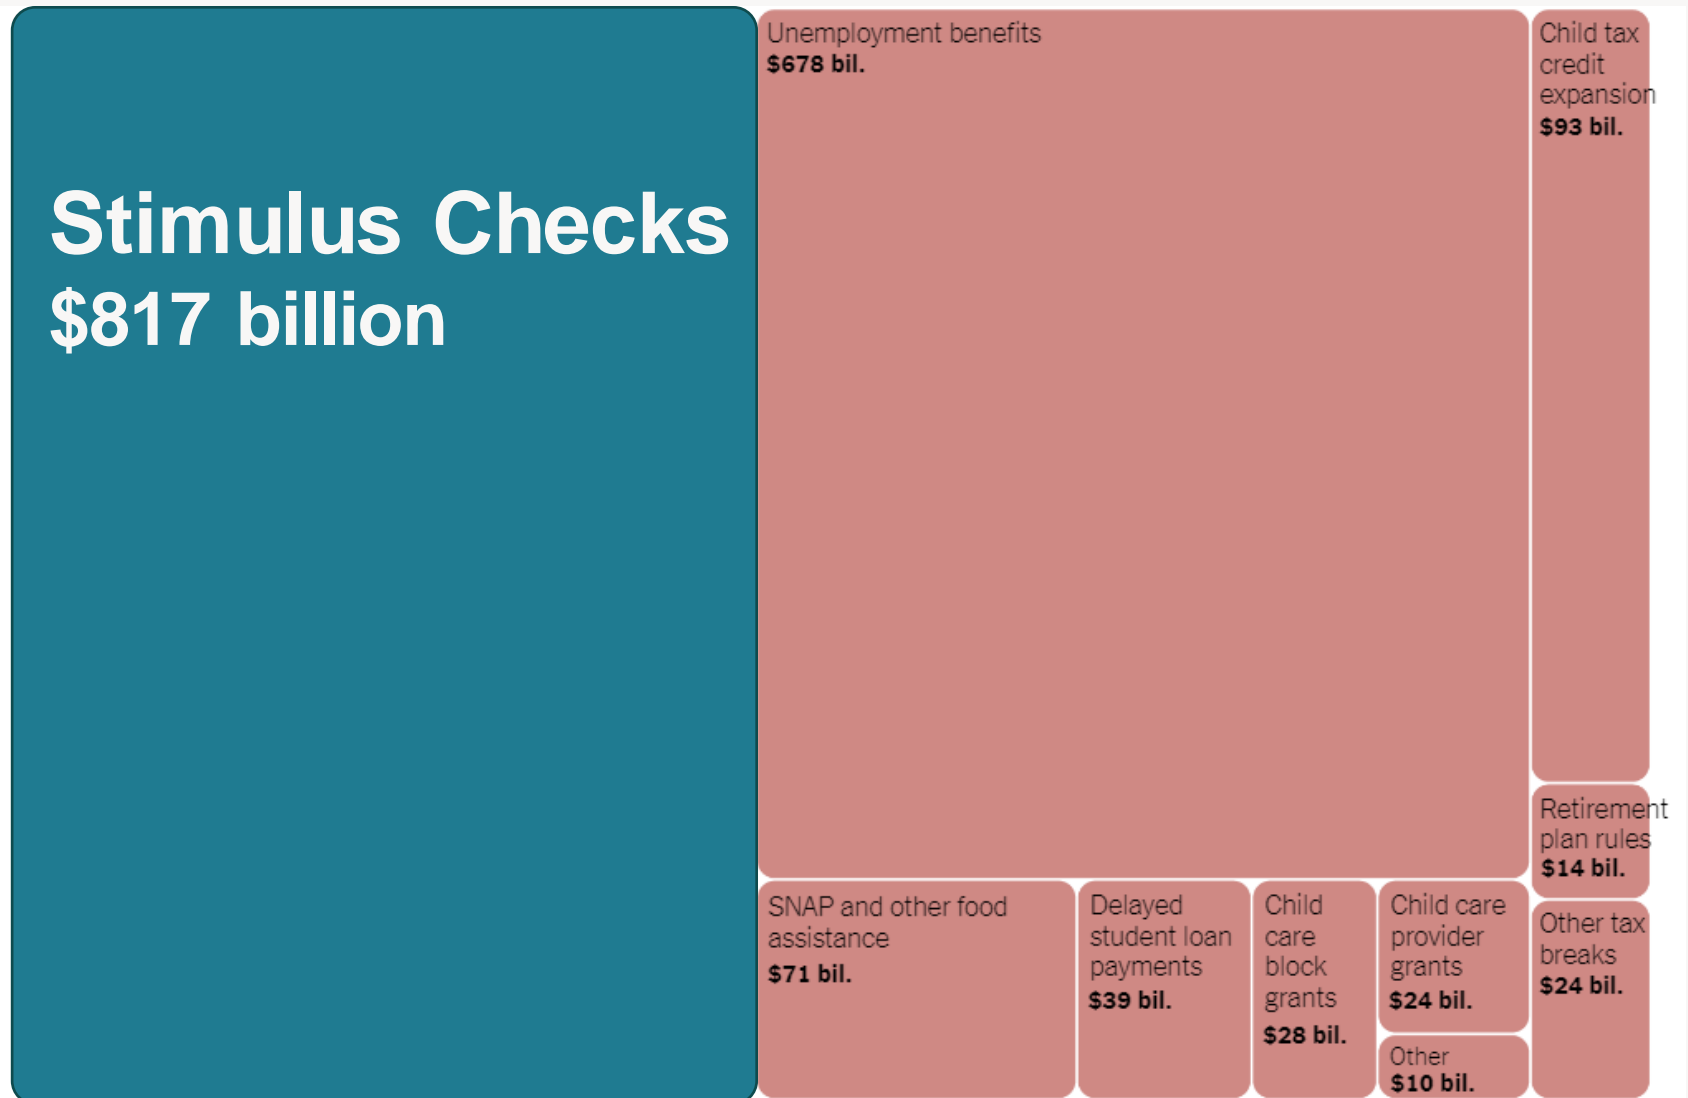 Stimulus Checks
$817 billion
Unemployment benefits
$678 bil.
Child tax
credit
expansion
$93 bil.
Retirement
plan rules
$14 bil.
SNAP and other food
assistance
$71 bil.
Delayed
student loan
payments
$39 bil.
Child
care
block
grants
$28 bil.
Child care
provider
grants
$24 bil.
Other
$10 bil.
Other tax
breaks
$24 bil.